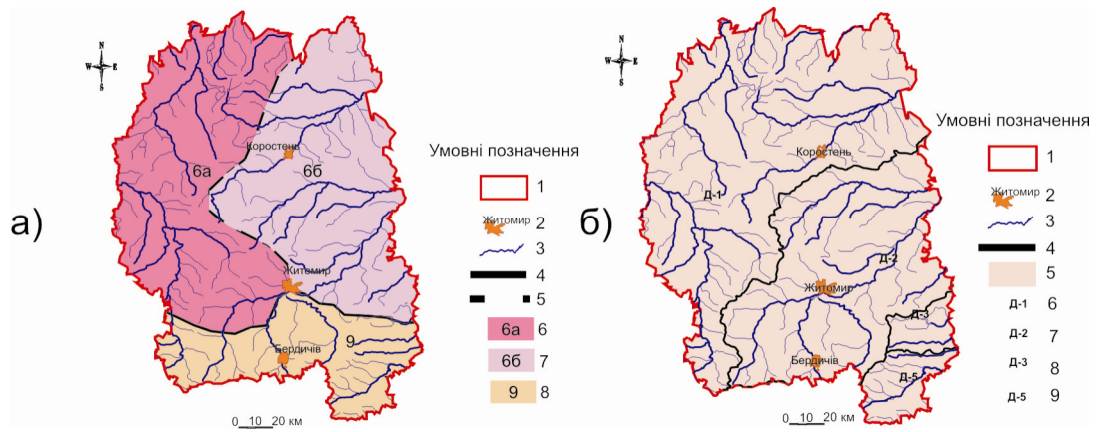 а)
N
W E
S
Коростень
6а
6б
Житомир
9
Бердичів
0 10 20 км
Умовні позначення
1
Житомир 2
3
4
5
6а 6
6б 7
9 8
б)
N
W E
S
Коростень
Д-1
Д-2
Житомир
Д-3
Бердичів
Д-5
0 10 20 км
Умовні позначення
1
Житомир 2
3
4
5
Д-1 6
Д-2 7
Д-3 8
Д-5 9